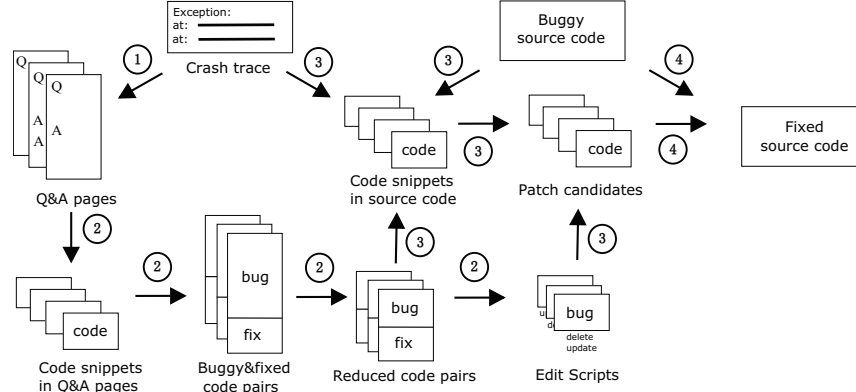 Exception:
at:
at:
Crash trace
Buggy
source code
1
3
3
4
Q
Q
Q
A
A
A
code
3
code
4
Fixed
source code
Q&A pages
Code snippets
in source code
Patch candidates
2
3
3
code
2
bug
fix
2
bug
fix
2
bug
delete
update
u
d
Code snippets
in Q&A pages
Buggy&fixed
code pairs
Reduced code pairs
Edit Scripts